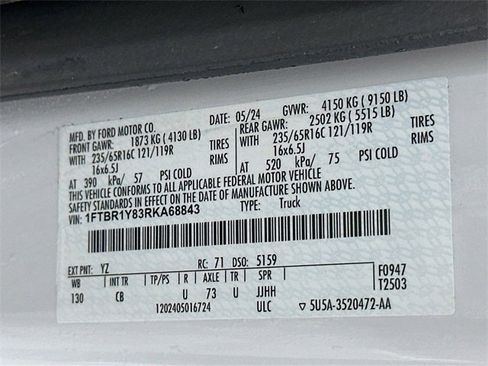 MFD. BY FORD MOTOR CO.
DATE: 05/24 GVWR: 4150 KG ( 9150 LB)
FRONT GAWR: 1873 KG ( 4130 LB) REAR GAWR: 2502 KG ( 5515 LB)
WITH 235/65R16C 121/119R TIRES WITH 235/65R16C 121/119R TIRES
16x6.5J RIMS 16x6.5J RIMS
AT 390 kPa/ 57 PSI COLD AT 520 kPa/ 75 PSI COLD
THIS VEHICLE CONFORMS TO ALL APPLICABLE FEDERAL MOTOR VEHICLE
SAFETY STANDARDS IN EFFECT ON THE DATE OF MANUFACTURE SHOWN ABOVE.
VIN: 1FTBR1Y83RKA68843 TYPE: Truck
EXT PNT: YZ RC: 71 DSO: 5159 F0947
WB INT TR TP/PS R AXLE TR SPR T2503
130 CB U 73 U JJHH
1202405016724 ULC ▽ 5U5A-3520472-AA